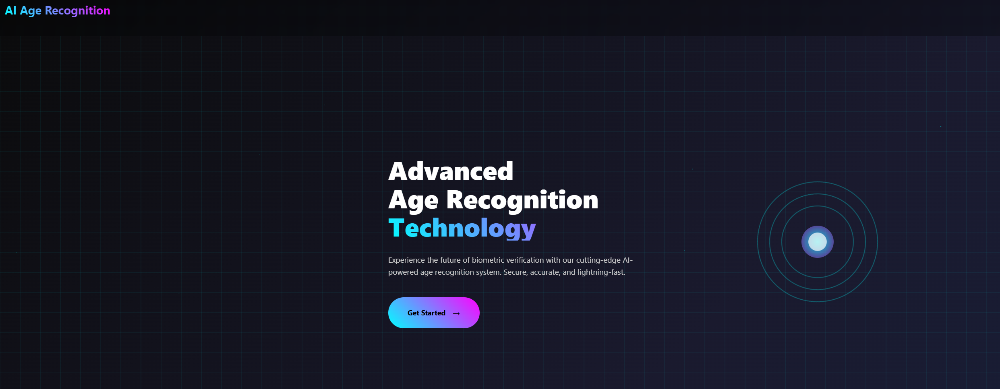 AI Age Recognition
Advanced
Age Recognition
Technology
Experience the future of biometric verification with our cutting-edge AI-
powered age recognition system. Secure, accurate, and lightning-fast.
Get Started →